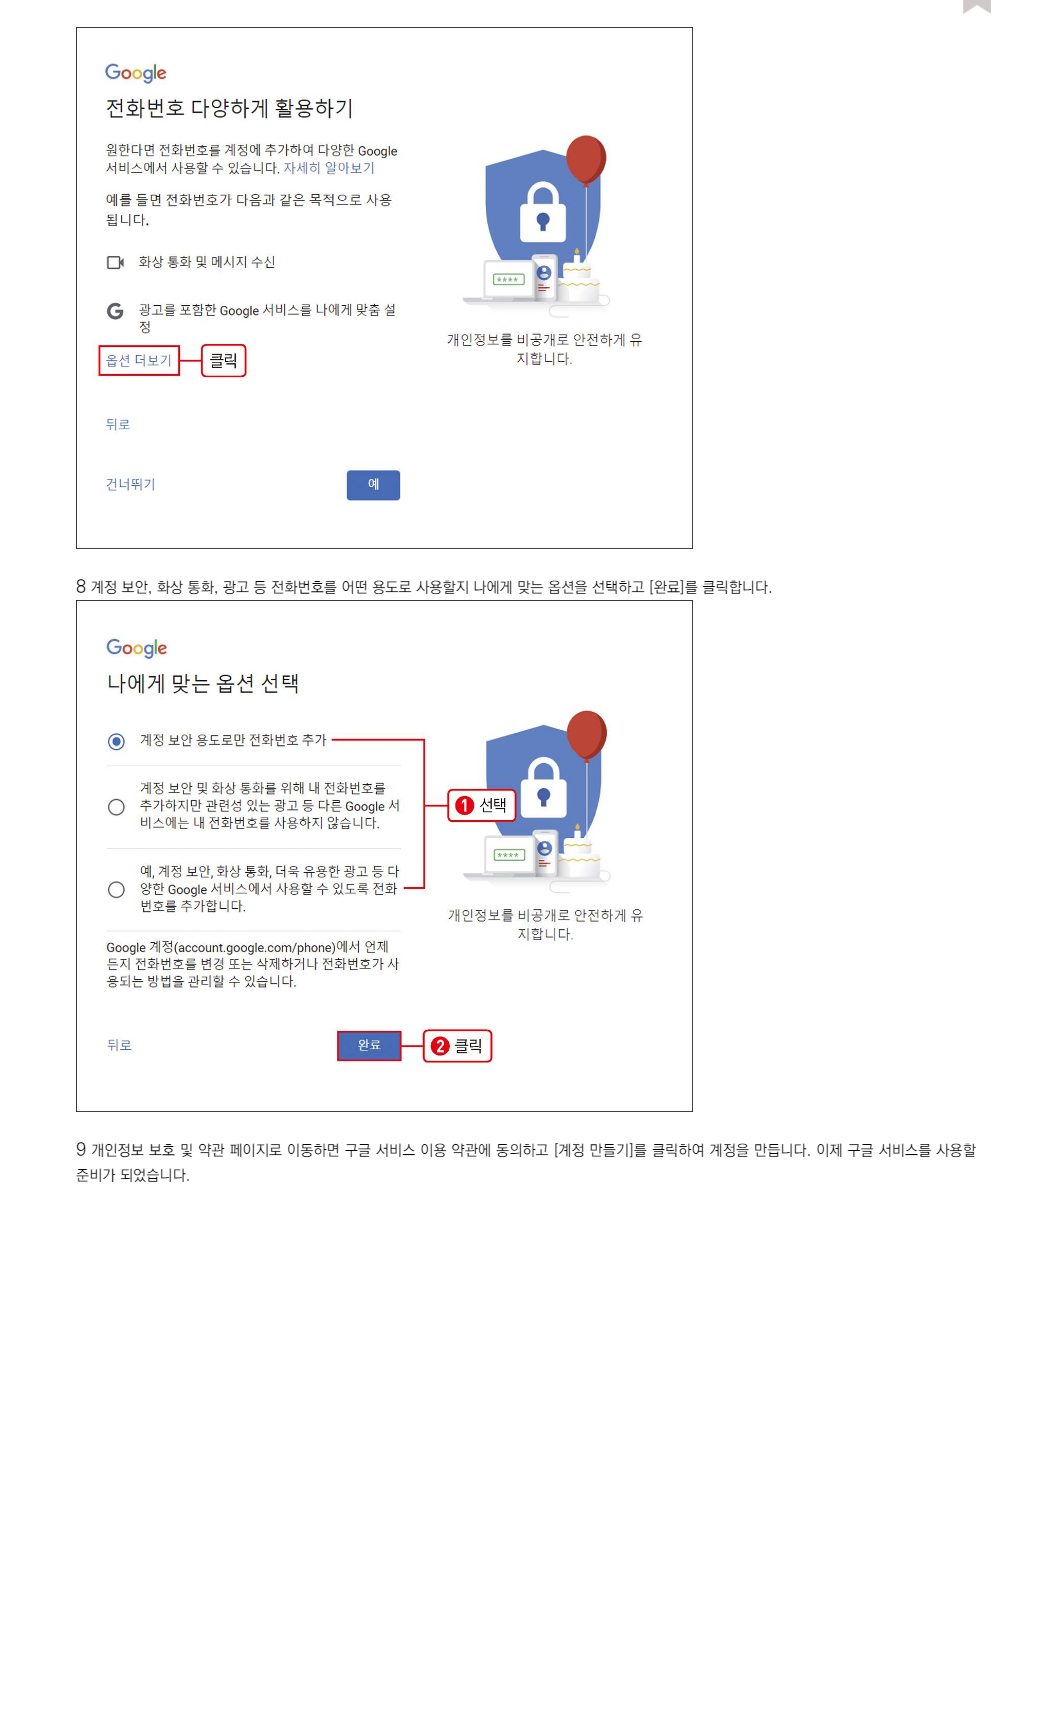 Google
전화번호 다양하게 활용하기
원한다면 전화번호를 계정에 추가하여 다양한 Google
서비스에서 사용할 수 있습니다. 자세히 알아보기
예를 들면 전화번호가 다음과 같은 목적으로 사용
됩니다.
화상 통화 및 메시지 수신
G 광고를 포함한 Google 서비스를 나에게 맞춤 설
정
옵션 더보기 클릭
뒤로
건너뛰기 예
****
개인정보를 비공개로 안전하게 유
지합니다.
8 계정 보안, 화상 통화, 광고 등 전화번호를 어떤 용도로 사용할지 나에게 맞는 옵션을 선택하고 [완료]를 클릭합니다.
Google
나에게 맞는 옵션 선택
계정 보안 용도로만 전화번호 추가
계정 보안 및 화상 통화를 위해 내 전화번호를
추가하지만 관련성 있는 광고 등 다른 Google 서
비스에는 내 전화번호를 사용하지 않습니다.
예, 계정 보안, 화상 통화, 더욱 유용한 광고 등 다
양한 Google 서비스에서 사용할 수 있도록 전화
번호를 추가합니다.
1 선택
****
개인정보를 비공개로 안전하게 유
지합니다.
Google 계정(account.google.com/phone)에서 언제
든지 전화번호를 변경 또는 삭제하거나 전화번호가 사
용되는 방법을 관리할 수 있습니다.
뒤로 완료 2 클릭
9 개인정보 보호 및 약관 페이지로 이동하면 구글 서비스 이용 약관에 동의하고 [계정 만들기]를 클릭하여 계정을 만듭니다. 이제 구글 서비스를 사용할
준비가 되었습니다.